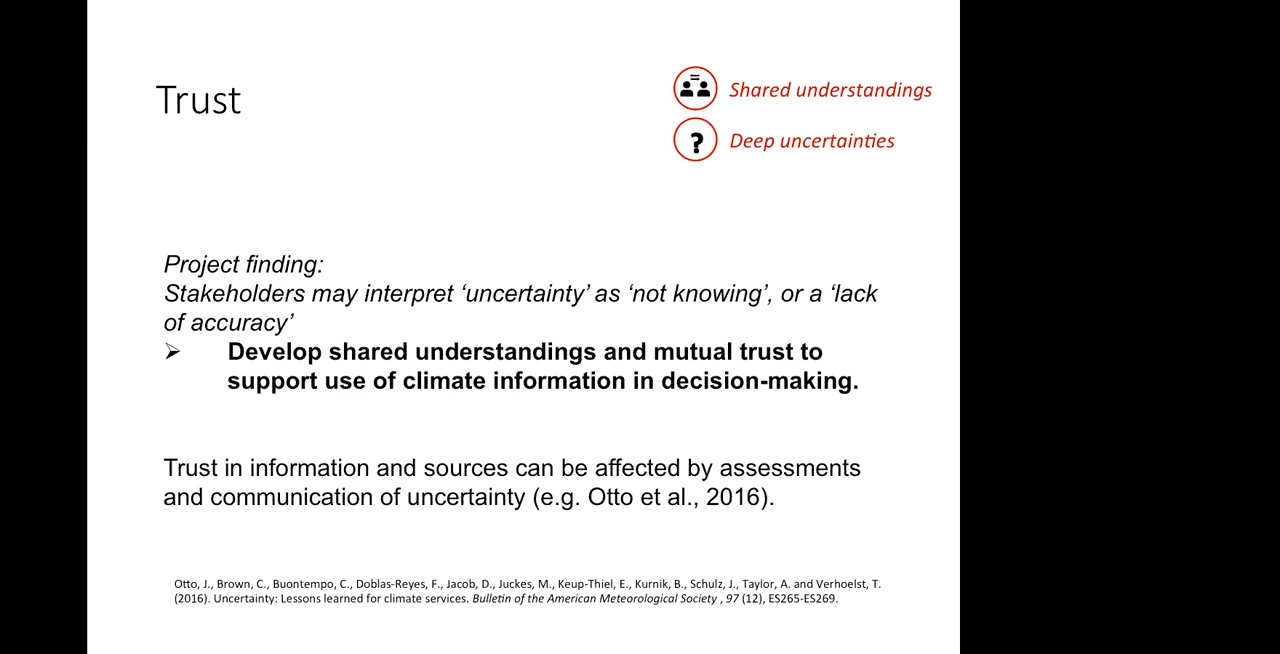 Trust
Shared understandings
?
Deep uncertainties
Project finding:
Stakeholders may interpret ‘uncertainty’ as ‘not knowing’, or a ‘lack
of accuracy’
➢ Develop shared understandings and mutual trust to
support use of climate information in decision-making.
Trust in information and sources can be affected by assessments
and communication of uncertainty (e.g. Otto et al., 2016).
Otto, J., Brown, C., Buontempo, C., Doblas-Reyes, F., Jacob, D., Juckes, M., Keup-Thiel, E., Kurnik, B., Schulz, J., Taylor, A. and Verhoelst, T.
(2016). Uncertainty: Lessons learned for climate services. Bulletin of the American Meteorological Society , 97 (12), ES265-ES269.